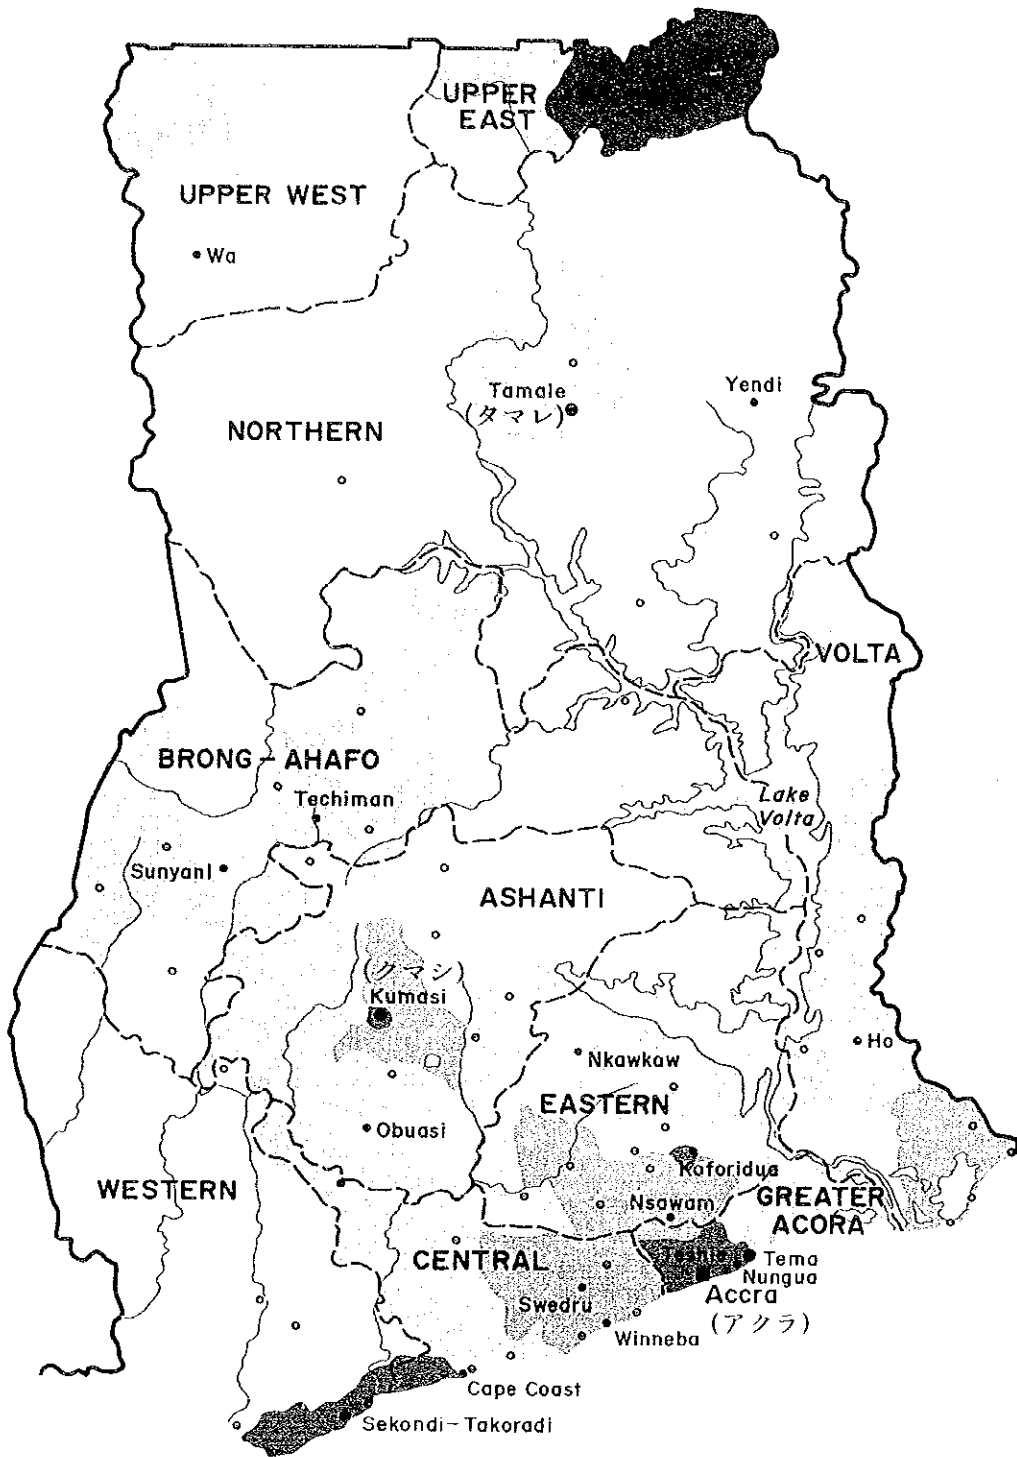 UPPER
EAST
UPPER WEST
Wa
Tamale
(タマレ)
Yendi
NORTHERN
VOLTA
BRONG-AHAFO
Techiman
Lake
Volta
Sunyani
ASHANTI
(クマシ)
Kumasi
Ho
Nkawkaw
EASTERN
Obuasi
Koforidua
WESTERN
Nsawam
GREATER
ACORA
CENTRAL
Teshie
Tema
Nungua
Accra
(アクラ)
Swedru
Winneba
Cape Coast
Sekondi-Takoradi